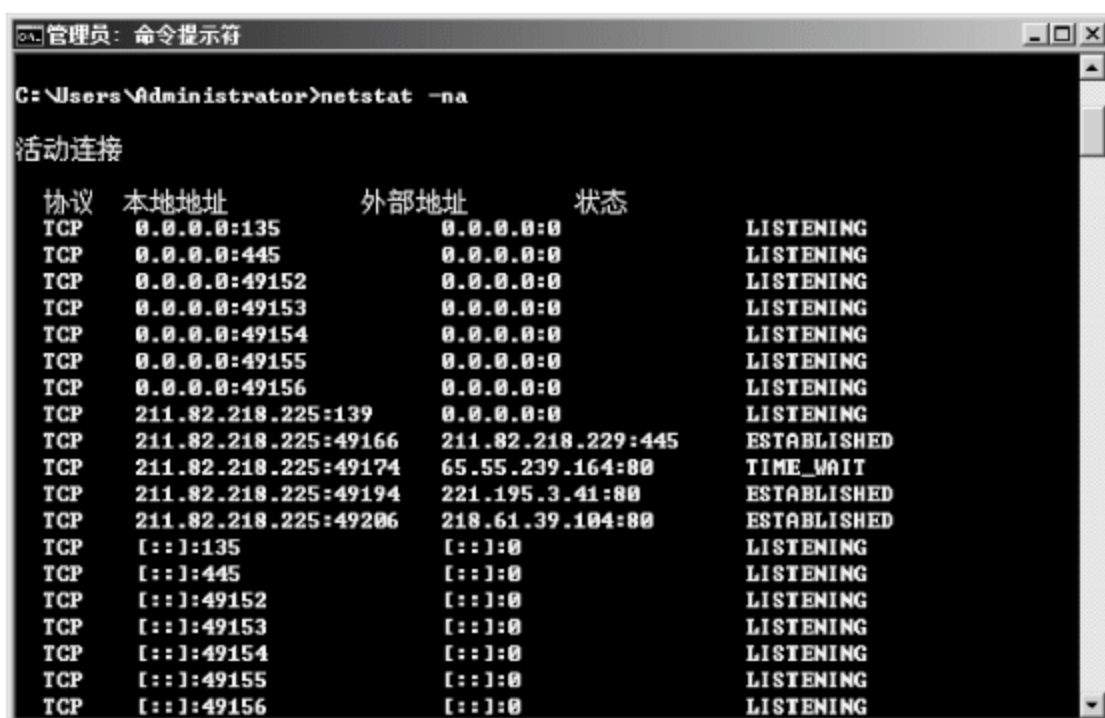 管理员：命令提示符
C:\Users\Administrator>netstat -na
活动连接
协议 本地地址 外部地址 状态
TCP 0.0.0.0:135 0.0.0.0:0 LISTENING
TCP 0.0.0.0:445 0.0.0.0:0 LISTENING
TCP 0.0.0.0:49152 0.0.0.0:0 LISTENING
TCP 0.0.0.0:49153 0.0.0.0:0 LISTENING
TCP 0.0.0.0:49154 0.0.0.0:0 LISTENING
TCP 0.0.0.0:49155 0.0.0.0:0 LISTENING
TCP 0.0.0.0:49156 0.0.0.0:0 LISTENING
TCP 211.82.218.225:139 0.0.0.0:0 LISTENING
TCP 211.82.218.225:49166 211.82.218.229:445 ESTABLISHED
TCP 211.82.218.225:49174 65.55.239.164:80 TIME_WAIT
TCP 211.82.218.225:49194 221.195.3.41:80 ESTABLISHED
TCP 211.82.218.225:49206 218.61.39.104:80 ESTABLISHED
TCP [::]:135 [::]:0 LISTENING
TCP [::]:445 [::]:0 LISTENING
TCP [::]:49152 [::]:0 LISTENING
TCP [::]:49153 [::]:0 LISTENING
TCP [::]:49154 [::]:0 LISTENING
TCP [::]:49155 [::]:0 LISTENING
TCP [::]:49156 [::]:0 LISTENING